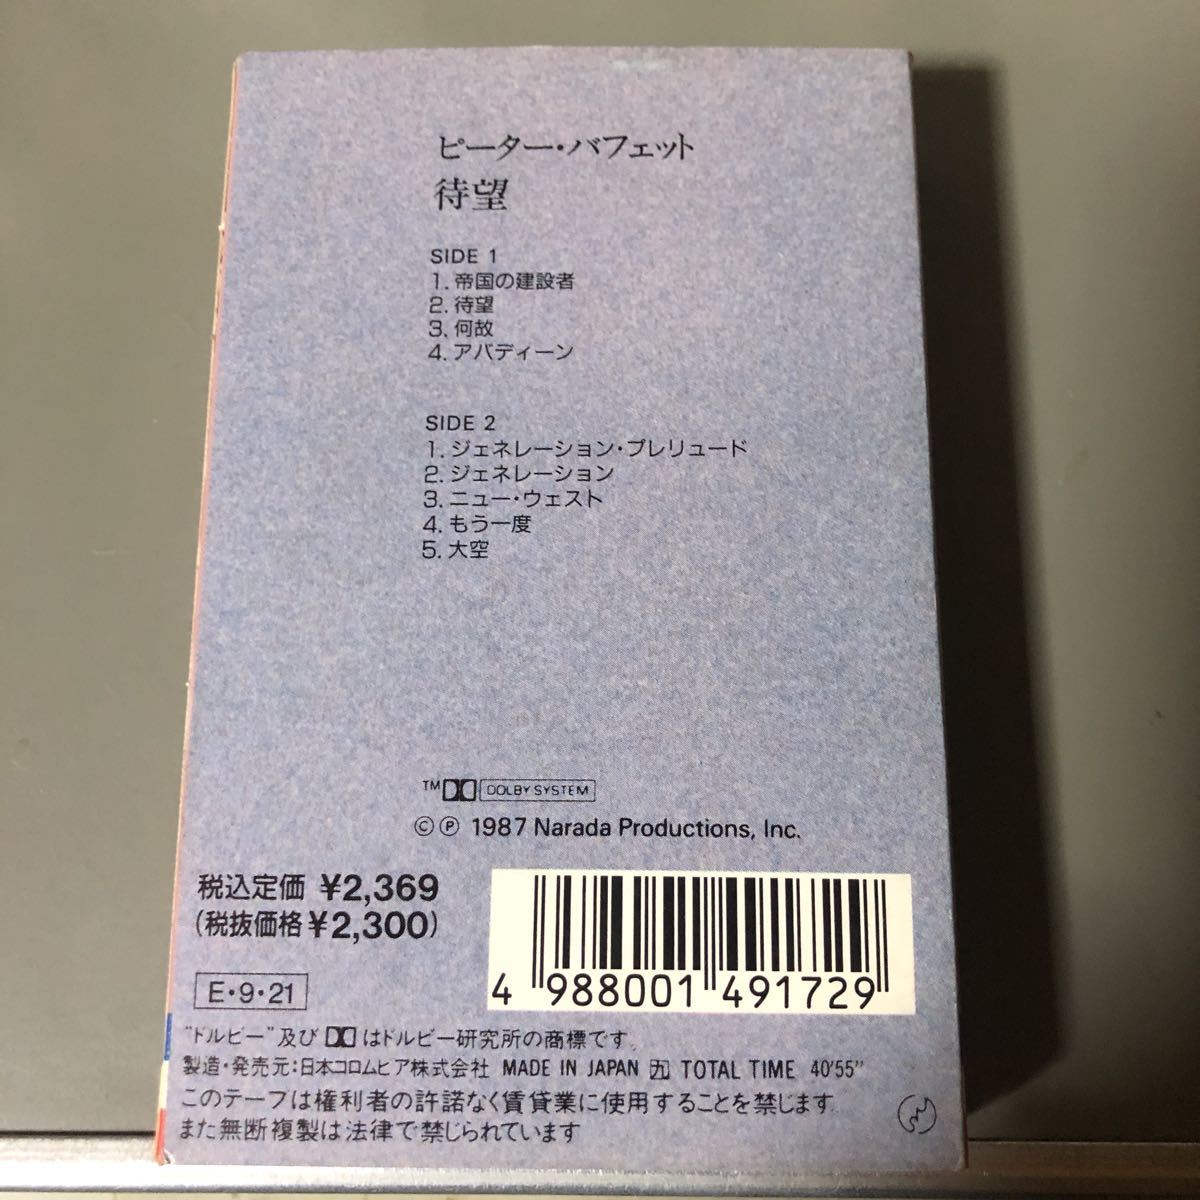 ピーター・バフェット
待望
SIDE 1
1. 帝国の建設者
2. 待望
3. 何故
4. アバディーン
SIDE 2
1. ジェネレーション・プレリュード
2. ジェネレーション
3. ニュー・ウェスト
4. もう一度
5. 大空
TM DOLBY SYSTEM
©℗ 1987 Narada Productions, Inc.
税込定価 ¥2,369
(税抜価格¥2,300)
4 988001 491729
E・9・21
"ドルビー"及びはドルビー研究所の商標です。
製造・発売元:日本コロムビア株式会社 MADE IN JAPAN 九 TOTAL TIME 40'55"
このテープは権利者の許諾なく賃貸業に使用することを禁じます。
また無断複製は法律で禁じられています